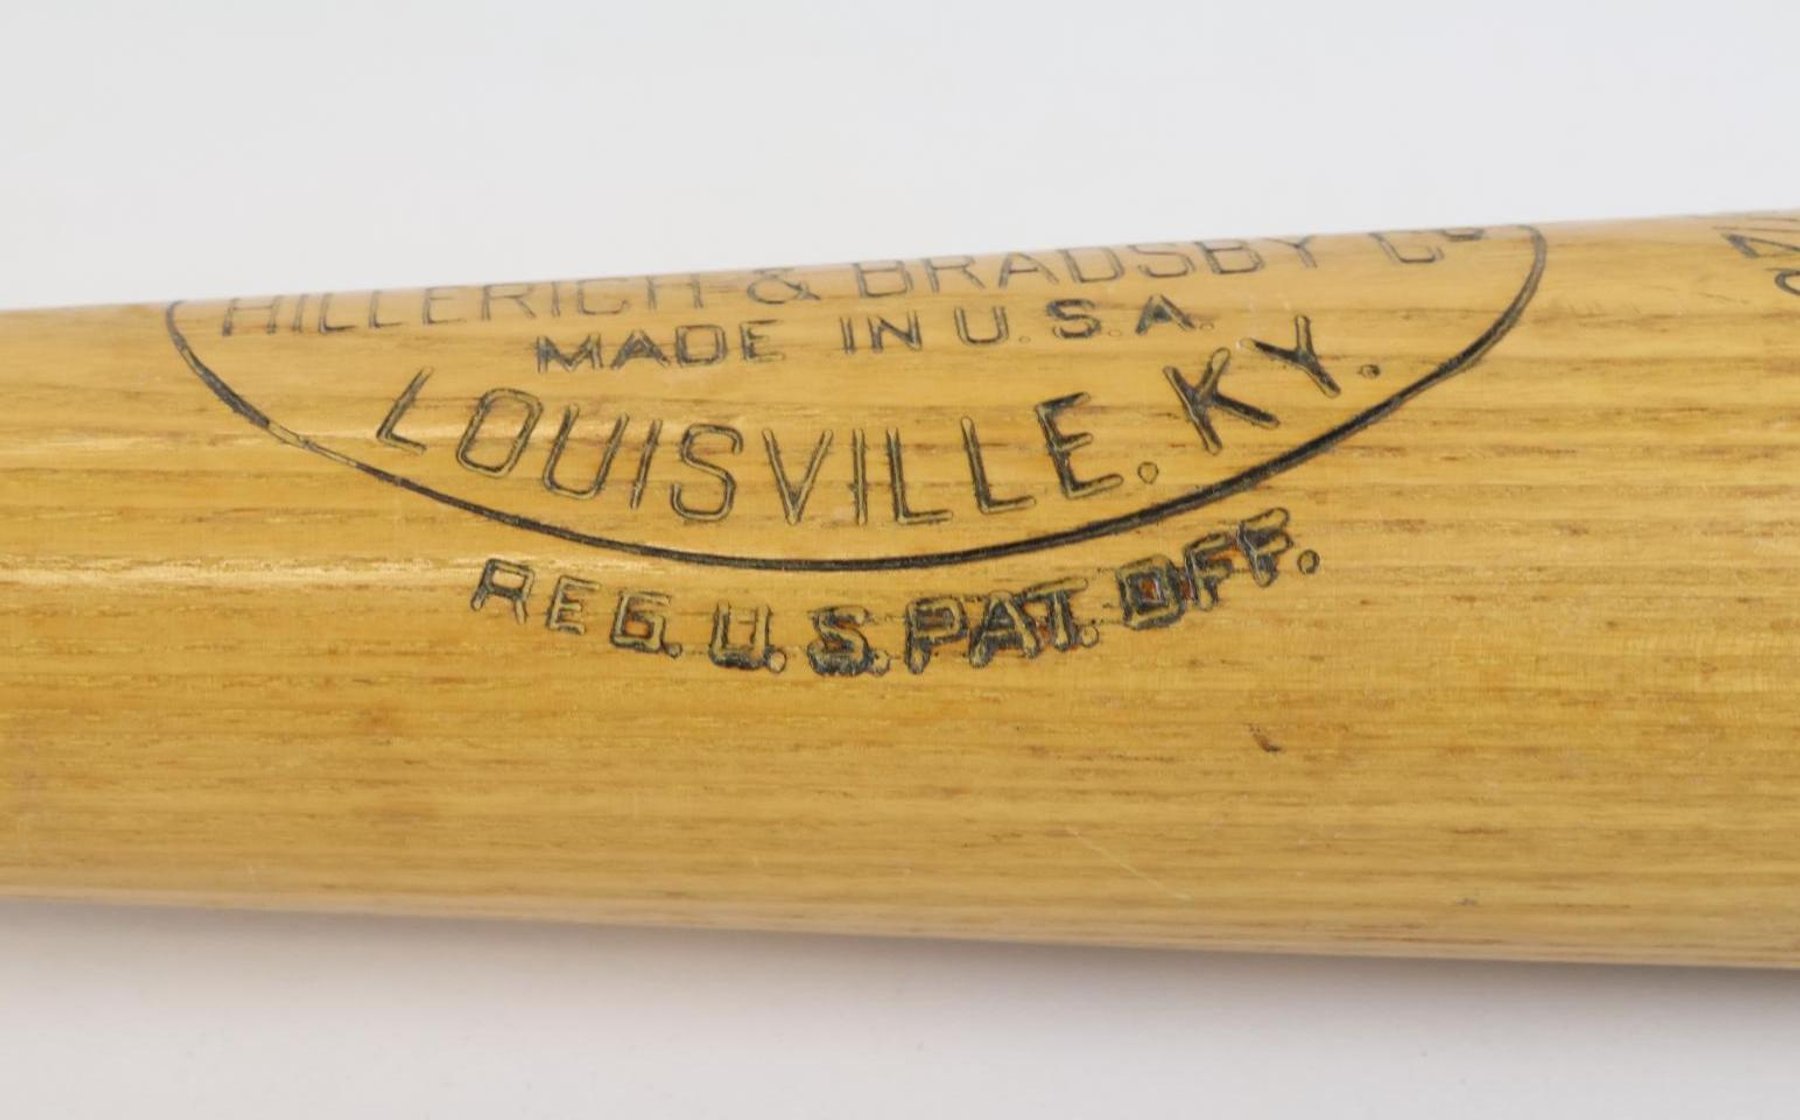 HILLERICH & BRADSBY Cº
MADE IN U.S.A.
LOUISVILLE. KY.
REG. U.S. PAT. OFF.